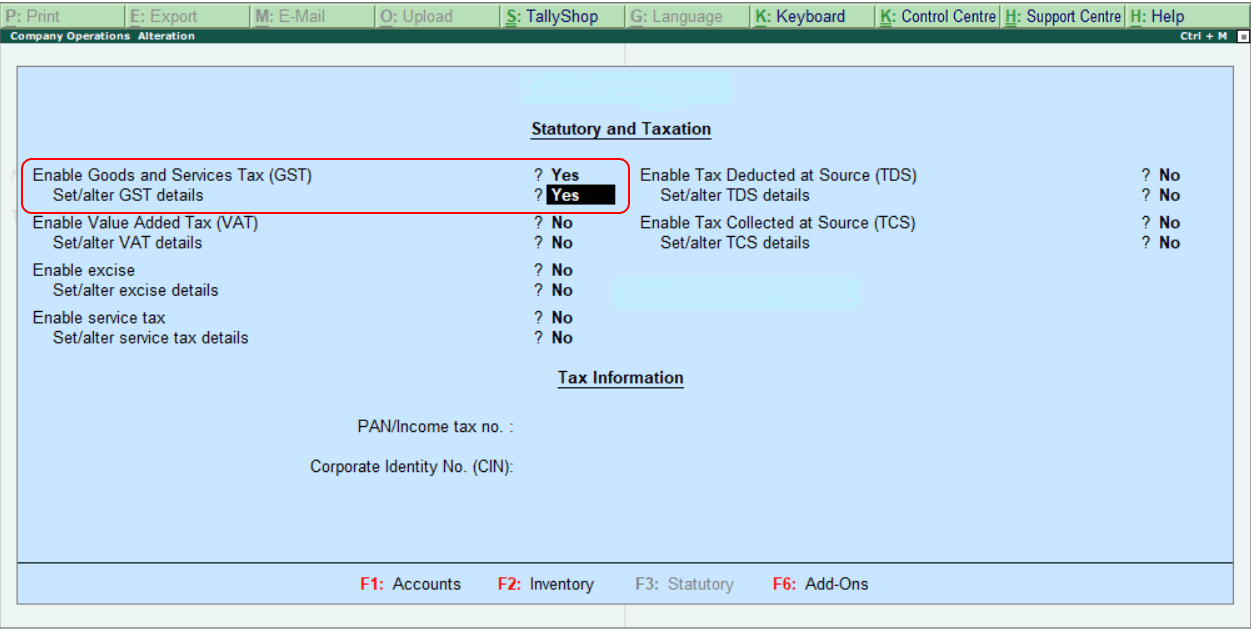 P: Print E: Export M: E-Mail O: Upload S: TallyShop G: Language K: Keyboard K: Control Centre H: Support Centre H: Help
Company Operations Alteration Ctrl + M
Statutory and Taxation
Enable Goods and Services Tax (GST) ? Yes Enable Tax Deducted at Source (TDS) ? No
Set/alter GST details ? Yes Set/alter TDS details ? No
Enable Value Added Tax (VAT) ? No Enable Tax Collected at Source (TCS) ? No
Set/alter VAT details ? No Set/alter TCS details ? No
Enable excise ? No
Set/alter excise details ? No
Enable service tax ? No
Set/alter service tax details ? No
Tax Information
PAN/Income tax no. :
Corporate Identity No. (CIN):
F1: Accounts F2: Inventory F3: Statutory F6: Add-Ons